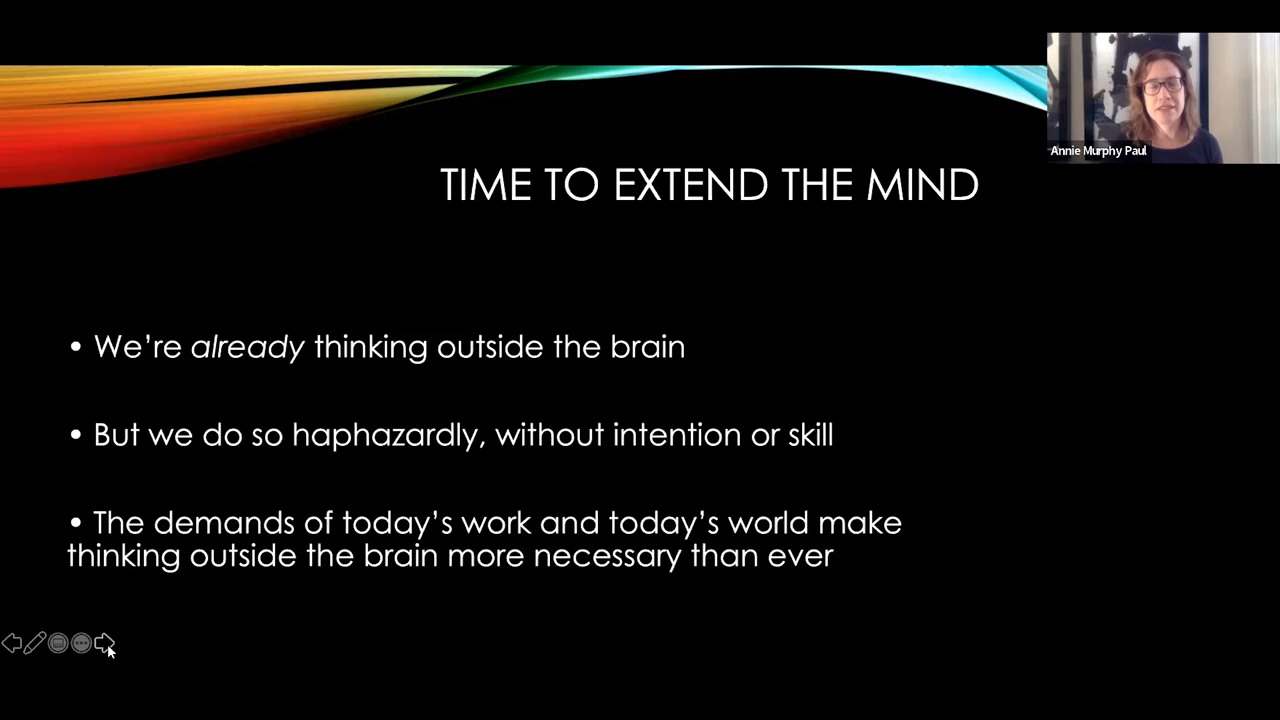 Annie Murphy Paul
TIME TO EXTEND THE MIND
• We’re already thinking outside the brain
• But we do so haphazardly, without intention or skill
• The demands of today’s work and today’s world make
thinking outside the brain more necessary than ever